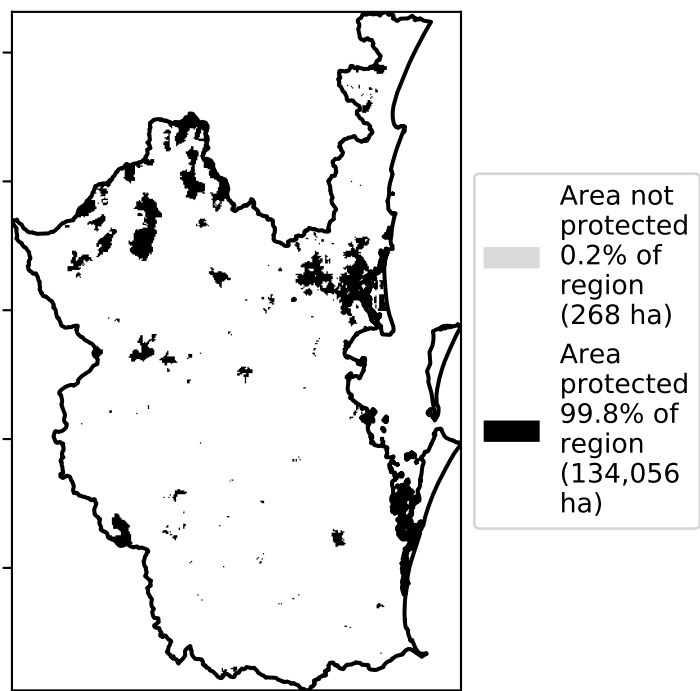 Area not
protected
0.2% of
region
(268 ha)
Area
protected
99.8% of
region
(134,056
ha)